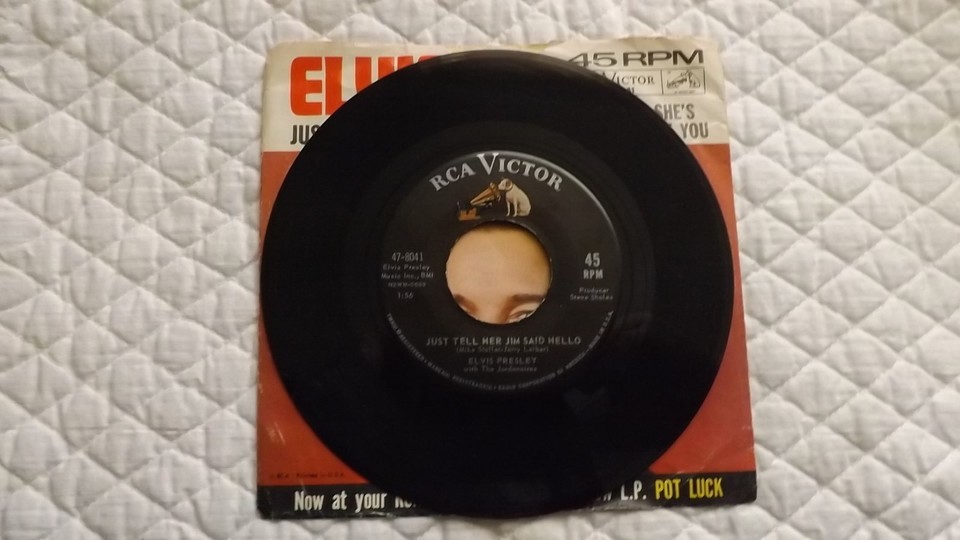 ELVIS
45 RPM
VICTOR
SHE'S
JUS
YOU
RCA VICTOR
47-8041
Elvis Presley
Music Inc., BMI
1:56
45
RPM
Producer
Steve Sholes
JUST TELL HER JIM SAID HELLO
(Mike Stoller-Jerry Leiber)
ELVIS PRESLEY
with The Jordanaires
Now at your
L.P. POT LUCK